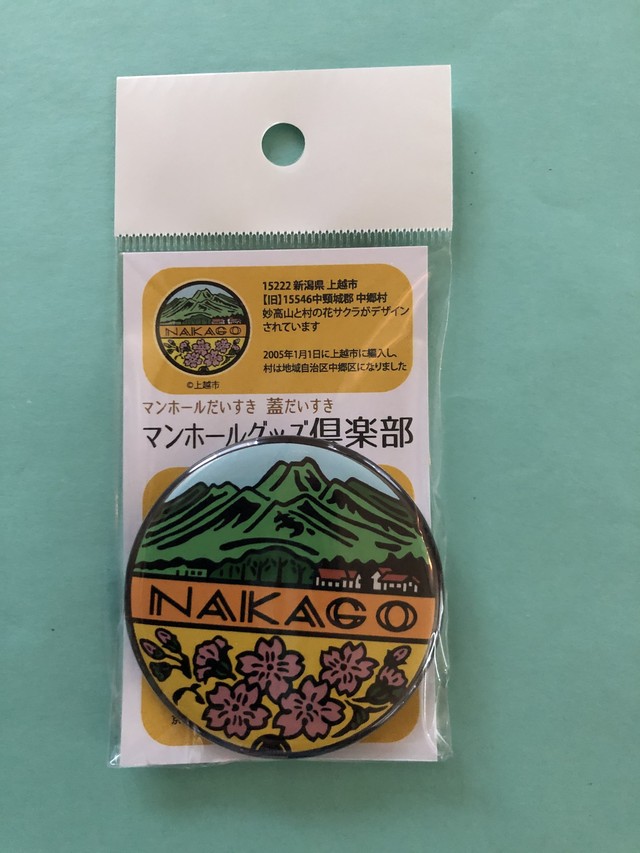 15222 新潟県 上越市
【旧】15546中頸城郡 中郷村
妙高山と村の花サクラがデザイン
されています
2005年1月1日に上越市に編入し、
村は地域自治区中郷区になりました
NAKAGO
©上越市
マンホールだいすき 蓋だいすき
マンホールグッズ倶楽部
NAKAGO